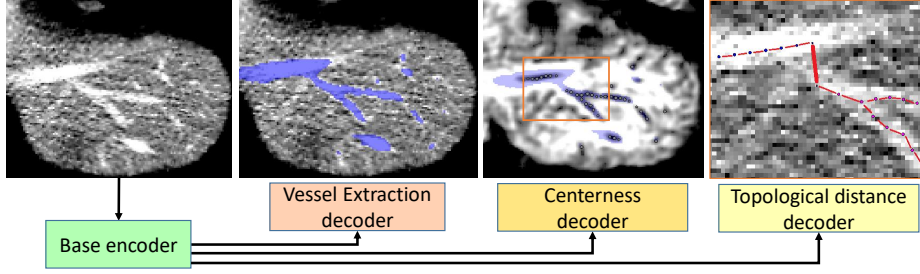 Vessel Extraction
decoder
Centerness
decoder
Topological distance
decoder
Base encoder